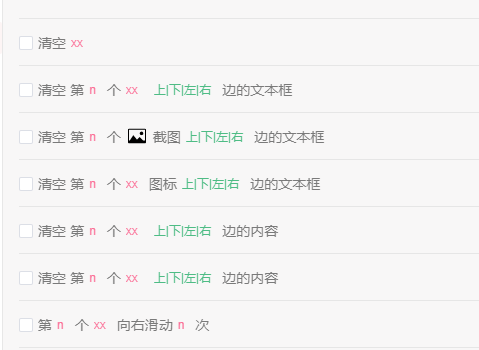 清空 xx
清空 第 n 个 xx 上|下|左|右 边的文本框
清空 第 n 个 截图 上|下|左|右 边的文本框
清空 第 n 个 xx 图标 上|下|左|右 边的文本框
清空 第 n 个 xx 上|下|左|右 边的内容
清空 第 n 个 xx 上|下|左|右 边的内容
第 n 个 xx 向右滑动 n 次